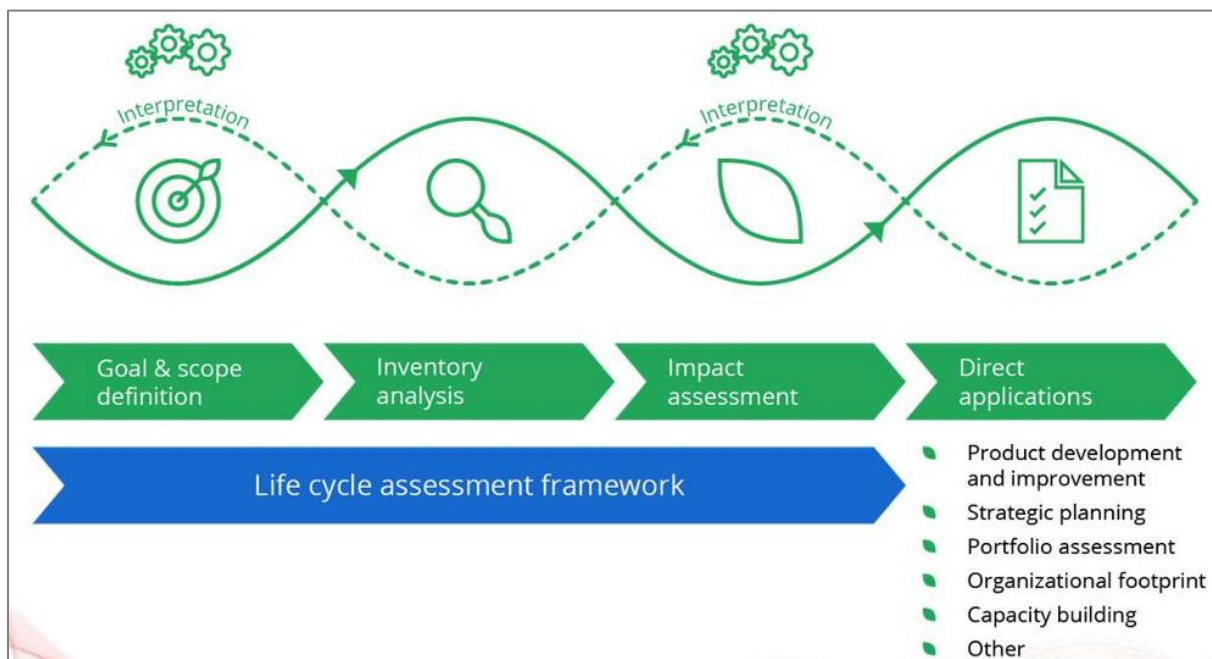 Interpretation
Interpretation
Goal & scope
definition
Inventory
analysis
Impact
assessment
Direct
applications
Life cycle assessment framework
Product development
and improvement
Strategic planning
Portfolio assessment
Organizational footprint
Capacity building
Other